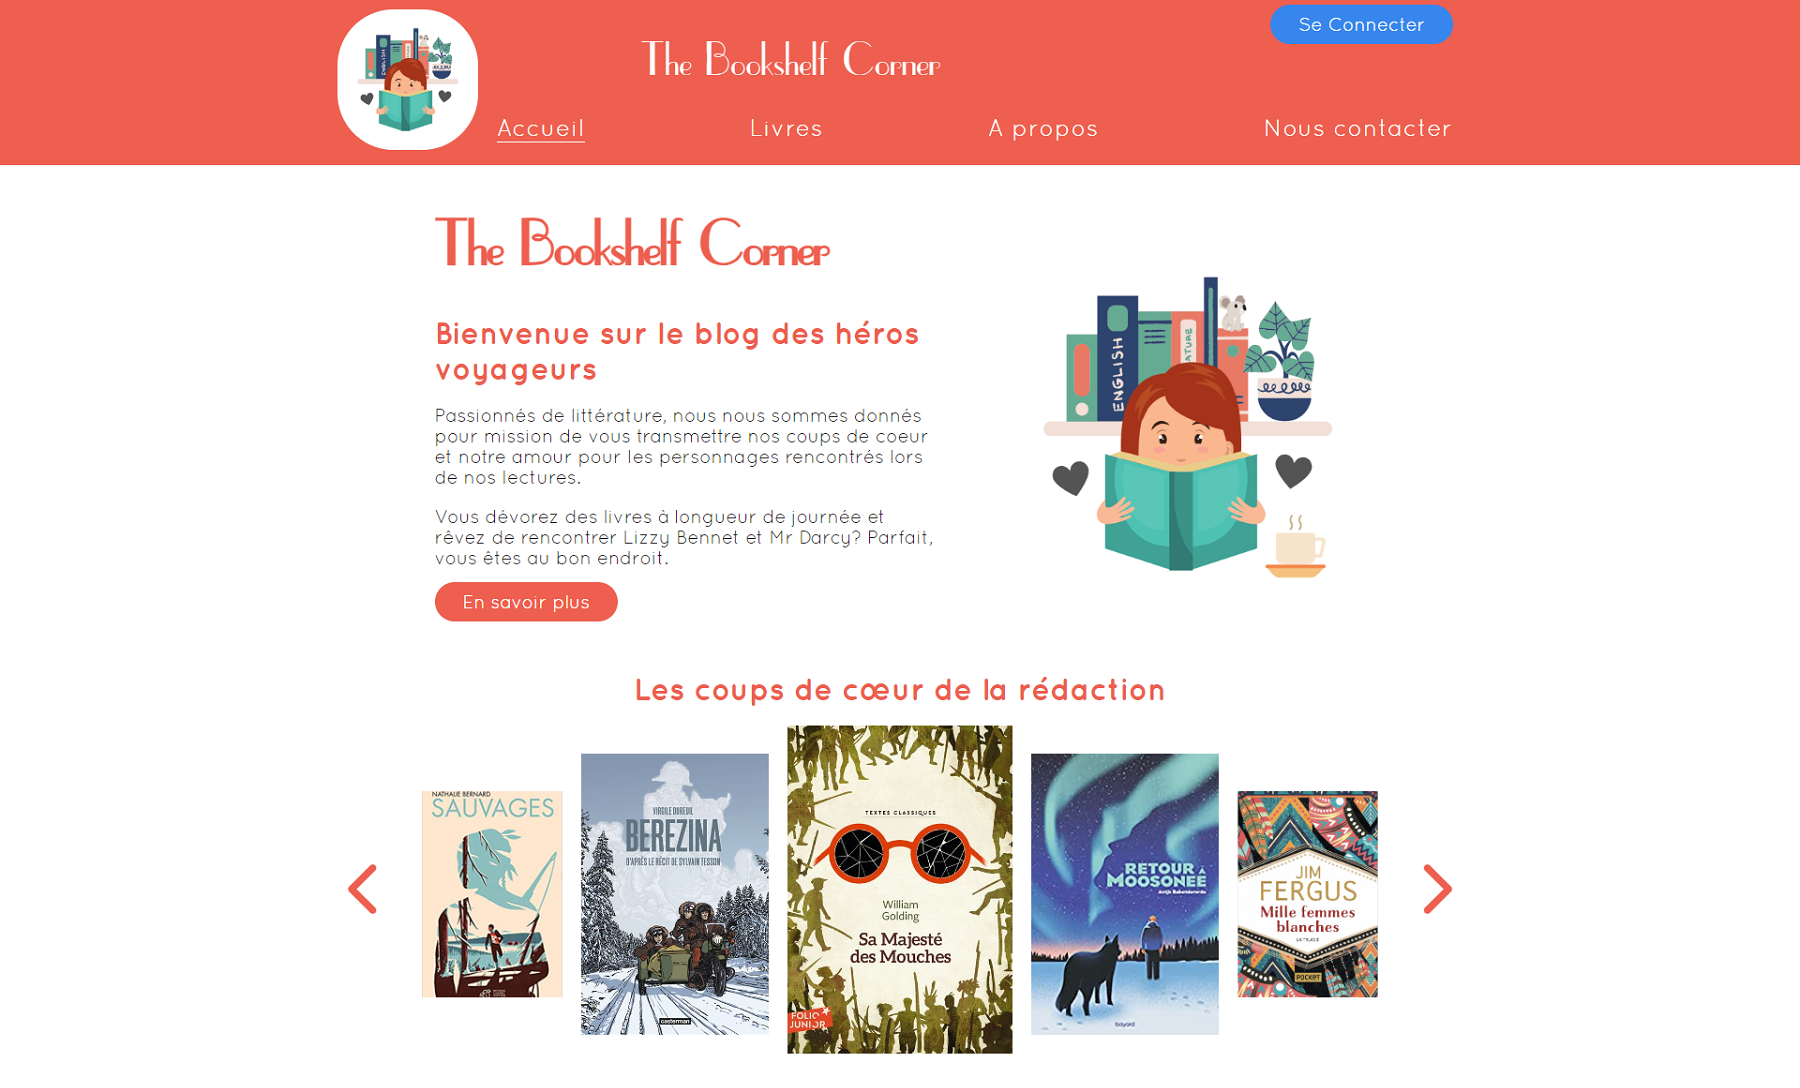 Se Connecter
The Bookshelf Corner
ENGLISH
Accueil
Livres
A propos
Nous contacter
The Bookshelf Corner
Bienvenue sur le blog des héros
voyageurs
Passionnés de littérature, nous nous sommes donnés
pour mission de vous transmettre nos coups de coeur
et notre amour pour les personnages rencontrés lors
de nos lectures.
Vous dévorez des livres à longueur de journée et
rêvez de rencontrer Lizzy Bennet et Mr Darcy? Parfait,
vous êtes au bon endroit.
En savoir plus
ENGLISH
ATURE
Les coups de cœur de la rédaction
NATHALIE BERNARD
SAUVAGES
VIRGILE DUREUIL
BEREZINA
D'APRÈS LE RÉCIT DE SYLVAIN TESSON
casterman
TEXTES CLASSIQUES
William
Golding
Sa Majesté
des Mouches
FOLIO
JUNIOR
RETOUR À
MOOSONEE
bayard
JIM
FERGUS
Mille femmes
blanches
POCKET